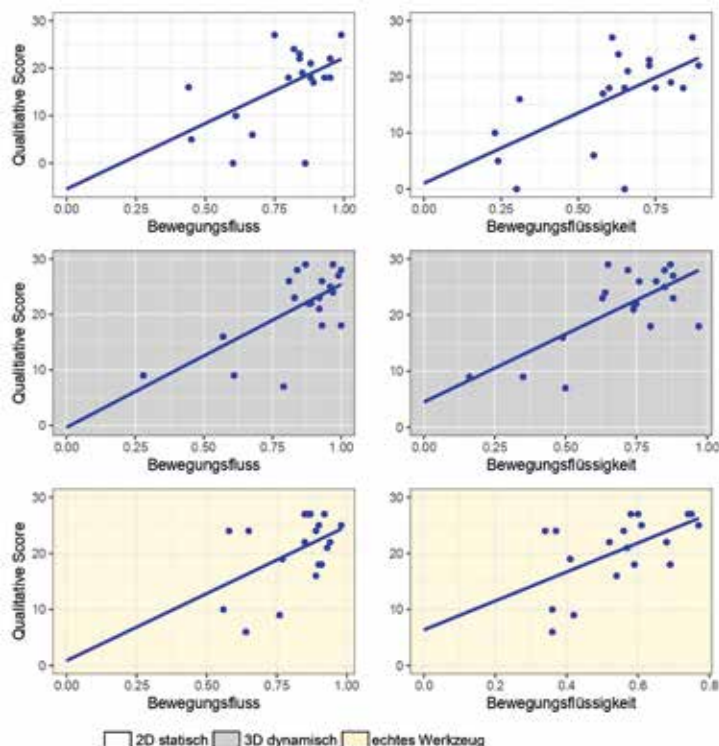 30
20
10
0
Qualitiative Score
0.00 0.25 0.50 0.75 1.00
Bewegungsfluss
30
20
10
0
0.00 0.25 0.50 0.75
Bewegungsflüssigkeit
30
20
10
0
Qualitative Score
0.00 0.25 0.50 0.75 1.00
Bewegungsfluss
30
20
10
0
0.00 0.25 0.50 0.75 1.00
Bewegungsflüssigkeit
30
20
10
0
Qualitative Score
0.00 0.25 0.50 0.75 1.00
Bewegungsfluss
30
20
10
0
0.0 0.2 0.4 0.6 0.8
Bewegungsflüssigkeit
2D statisch 3D dynamisch echtes Werkzeug